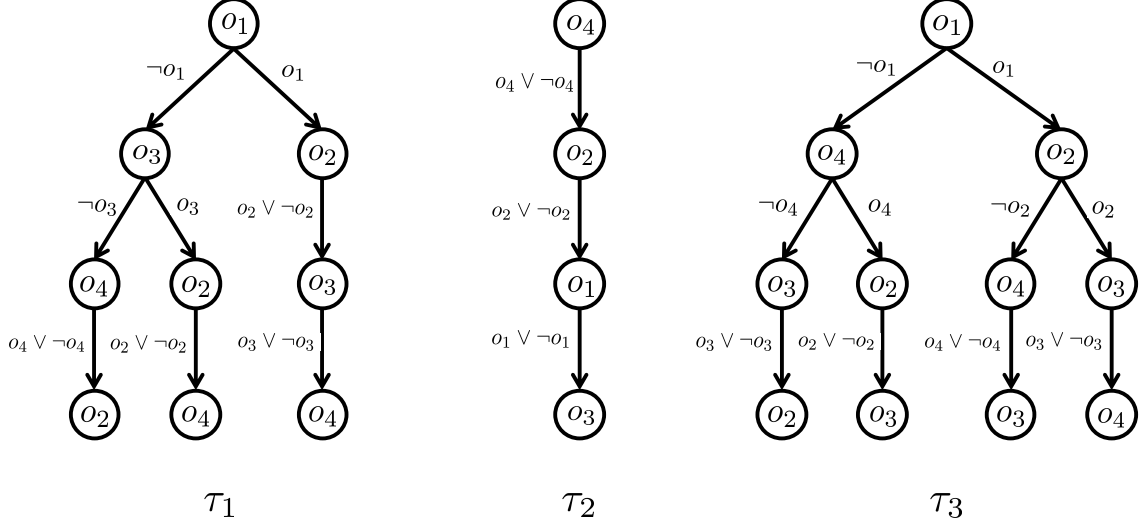 o₁ o₄ o₁
¬o₁ o₁ o₄ ∨ ¬o₄ ¬o₁ o₁
o₃ o₂ o₂ o₄ o₂
¬o₃ o₃ o₂ ∨ ¬o₂ o₂ ∨ ¬o₂ ¬o₄ o₄ ¬o₂ o₂
o₄ o₂ o₃ o₁ o₃ o₂ o₄ o₃
o₄ ∨ ¬o₄ o₂ ∨ ¬o₂ o₃ ∨ ¬o₃ o₁ ∨ ¬o₁ o₃ ∨ ¬o₃ o₂ ∨ ¬o₂ o₄ ∨ ¬o₄ o₃ ∨ ¬o₃
o₂ o₄ o₄ o₃ o₂ o₃ o₃ o₄
τ₁ τ₂ τ₃